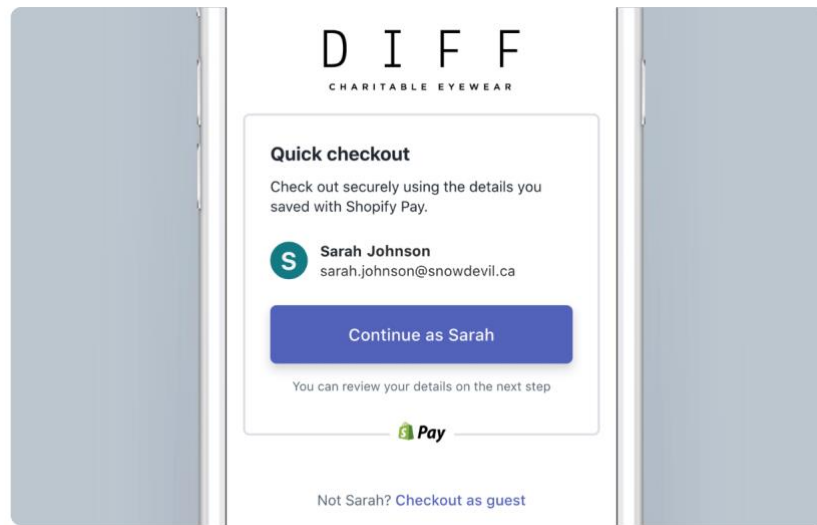 DIFF
CHARITABLE EYEWEAR
Quick checkout
Check out securely using the details you
saved with Shopify Pay.
S
Sarah Johnson
sarah.johnson@snowdevil.ca
Continue as Sarah
You can review your details on the next step
S Pay
Not Sarah? Checkout as guest